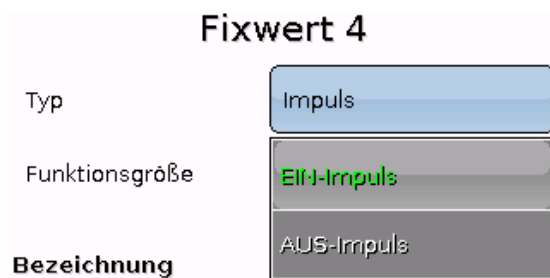 Fixwert 4
Typ
Impuls
Funktionsgröße
EIN-Impuls
AUS-Impuls
Bezeichnung